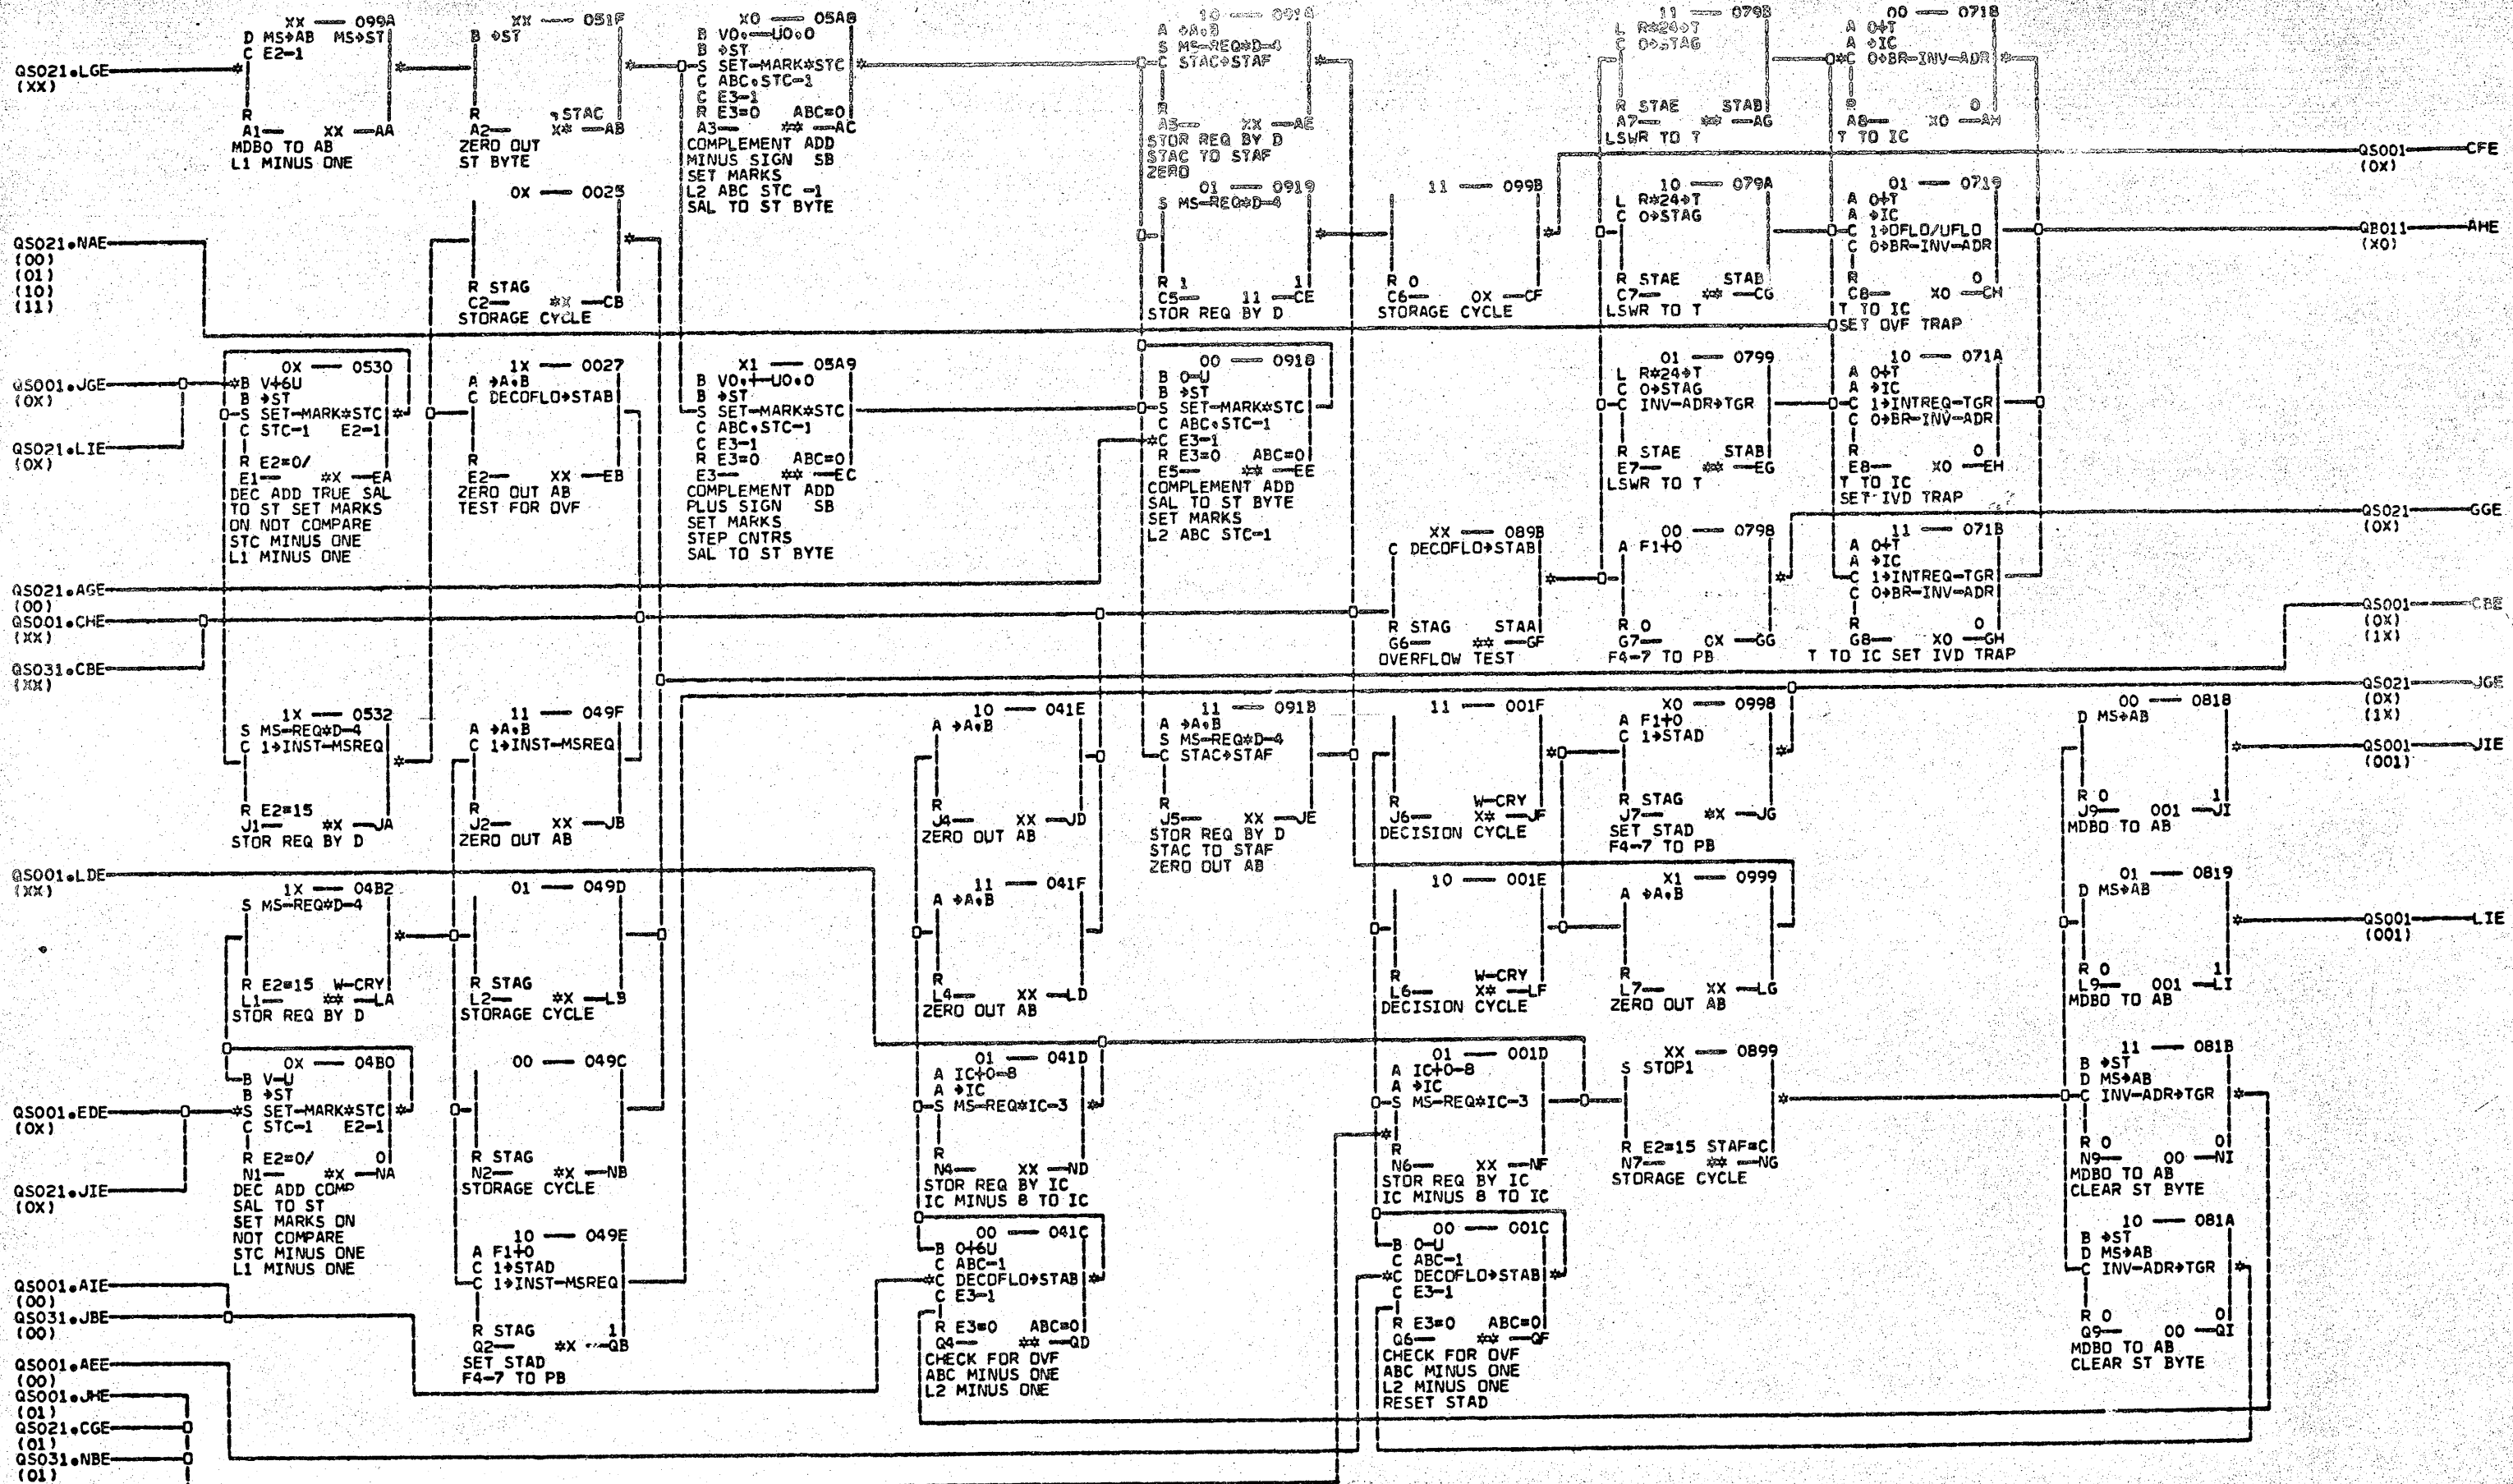 QS021.LGE
(XX)
QS021.NAE
(00)
(01)
(10)
(11)
QS001.JGE
(0X)
QS021.LIE
(0X)
QS021.AGE
(00)
QS001.CHE
(XX)
QS031.CBE
(XX)
QS001.LDE
(XX)
QS001.EDE
(0X)
QS021.JIE
(0X)
QS001.AIE
(00)
QS031.JBE
(00)
QS001.AEE
(00)
QS001.JHE
(01)
QS021.CGE
(01)
QS031.NBE
(01)
XX — 099A
D MS→AB MS→ST
C E2-1
R
A1— XX —AA
MDBO TO AB
L1 MINUS ONE
0X — 0530
*B V+6U
B →ST
S SET-MARK*STC *
C STC-1 E2-1
R E2=0/
E1— *X —EA
DEC ADD TRUE SAL
TO ST SET MARKS
ON NOT COMPARE
STC MINUS ONE
L1 MINUS ONE
1X — 0532
S MS-REQ*D-4
C 1→INST-MSREQ
*
R E2=15
J1— *X —JA
STOR REQ BY D
1X — 04B2
S MS-REQ*D-4
*
R E2=15 W-CRY
L1— ** —LA
STOR REQ BY D
0X — 04B0
B V-U
B →ST
*S SET-MARK*STC *
C STC-1 E2-1
R E2=0/ 0
N1— *X —NA
DEC ADD COMP
SAL TO ST
SET MARKS ON
NOT COMPARE
STC MINUS ONE
L1 MINUS ONE
XX — 051F
B →ST
*
R .STAC
A2— X* —AB
ZERO OUT
ST BYTE
0X — 0025
*
R STAG
C2— *X —CB
STORAGE CYCLE
1X — 0027
A →A.B
C DECOFLO→STAB
R
E2— XX —EB
ZERO OUT AB
TEST FOR OVF
11 — 049F
A →A.B
C 1→INST-MSREQ
R
J2— XX —JB
ZERO OUT AB
01 — 049D
R STAG
L2— *X —LB
STORAGE CYCLE
00 — 049C
R STAG
N2— *X —NB
STORAGE CYCLE
10 — 049E
A F1+0
C 1→STAD
C 1→INST-MSREQ
R STAG 1
Q2— *X —QB
SET STAD
F4-7 TO PB
X0 — 05A8
B V0.—U0.0
B →ST
S SET-MARK*STC *
C ABC.STC-1
C E3-1
R E3=0 ABC=0
A3— ** —AC
COMPLEMENT ADD
MINUS SIGN SB
SET MARKS
L2 ABC STC -1
SAL TO ST BYTE
X1 — 05A9
B V0.+—U0.0
B →ST
S SET-MARK*STC
C ABC.STC-1
C E3-1
R E3=0 ABC=0
E3— ** —EC
COMPLEMENT ADD
PLUS SIGN SB
SET MARKS
STEP CNTRS
SAL TO ST BYTE
10 — 041E
A →A.B
R
J4— XX —JD
ZERO OUT AB
11 — 041F
A →A.B
R
L4— XX —LD
ZERO OUT AB
01 — 041D
A IC+0-8
A →IC
S MS-REQ*IC-3 *
R
N4— XX —ND
STOR REQ BY IC
IC MINUS 8 TO IC
00 — 041C
B 0+6U
C ABC-1
*C DECOFLO→STAB *
C E3-1
R E3=0 ABC=0
Q4— ** —QD
CHECK FOR OVF
ABC MINUS ONE
L2 MINUS ONE
10 — 091A
A →A.B
S MS-REQ*D-4
C STAC→STAF *
R
A5— XX —AE
STOR REQ BY D
STAC TO STAF
ZERO
01 — 0919
S MS-REQ*D-4
*
R 1 1
C5— 11 —CE
STOR REQ BY D
00 — 0918
B 0-U
B →ST
S SET-MARK*STC
C ABC.STC-1
*C E3-1
R E3=0 ABC=0
E5— ** —EE
COMPLEMENT ADD
SAL TO ST BYTE
SET MARKS
L2 ABC STC-1
11 — 091B
A →A.B
S MS-REQ*D-4
C STAC→STAF
R
J5— XX —JE
STOR REQ BY D
STAC TO STAF
ZERO OUT AB
11 — 099B
*
R 0
C6— 0X —CF
STORAGE CYCLE
XX — 089B
C DECOFLO→STAB
*
R STAG STAA
G6— ** —GF
OVERFLOW TEST
11 — 001F
*
R W-CRY
J6— X* —JF
DECISION CYCLE
10 — 001E
R W-CRY
L6— X* —LF
DECISION CYCLE
01 — 001D
A IC+0-8
A →IC
S MS-REQ*IC-3
*
R
N6— XX —NF
STOR REQ BY IC
IC MINUS 8 TO IC
00 — 001C
B 0-U
C ABC-1
*C DECOFLO→STAB *
C E3-1
R E3=0 ABC=0
Q6— ** —QF
CHECK FOR OVF
ABC MINUS ONE
L2 MINUS ONE
RESET STAD
11 — 079B
L R*24→T
C 0→STAG
R STAE STAB
A7— ** —AG
LSWR TO T
10 — 079A
L R*24→T
C 0→STAG
R STAE STAB
C7— ** —CG
LSWR TO T
01 — 0799
L R*24→T
C 0→STAG
C INV-ADR→TGR
R STAE STAB
E7— ** —EG
LSWR TO T
00 — 0798
A F1+0
*
R 0
G7— 0X —GG
F4-7 TO PB
X0 — 0998
A F1+0
C 1→STAD
*
R STAG
J7— *X —JG
SET STAD
F4-7 TO PB
X1 — 0999
A →A.B
R
L7— XX —LG
ZERO OUT AB
XX — 0899
S STOP1
*
R E2=15 STAF=C
N7— ** —NG
STORAGE CYCLE
00 — 0718
A 0+T
A →IC
*C 0→BR-INV-ADR *
R 0
A8— X0 —AH
T TO IC
01 — 0719
A 0+T
A →IC
C 1→OFLO/UFLO
C 0→BR-INV-ADR
R 0
C8— X0 —CH
T TO IC
SET OVF TRAP
10 — 071A
A 0+T
A →IC
C 1→INTREQ-TGR
C 0→BR-INV-ADR
R 0
E8— X0 —EH
T TO IC
SET IVD TRAP
11 — 071B
A 0+T
A →IC
C 1→INTREQ-TGR
C 0→BR-INV-ADR
R 0
G8— X0 —GH
T TO IC SET IVD TRAP
00 — 0818
D MS→AB
*
R 0 1
J9— 001 —JI
MDBO TO AB
01 — 0819
D MS→AB
*
R 0 1
L9— 001 —LI
MDBO TO AB
11 — 081B
B →ST
D MS→AB
C INV-ADR→TGR *
R 0 0
N9— 00 —NI
MDBO TO AB
CLEAR ST BYTE
10 — 081A
B →ST
D MS→AB
C INV-ADR→TGR *
R 0 0
Q9— 00 —QI
MDBO TO AB
CLEAR ST BYTE
QS001 — CFE
(0X)
QB011 — AHE
(X0)
QS021 — GGE
(0X)
QS001 — CBE
(0X)
(1X)
QS021 — JGE
(0X)
(1X)
QS001 — JIE
(001)
QS001 — LIE
(001)